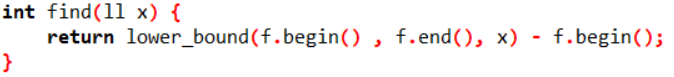 int find(ll x) {
    return lower_bound(f.begin() , f.end(), x) - f.begin();
}